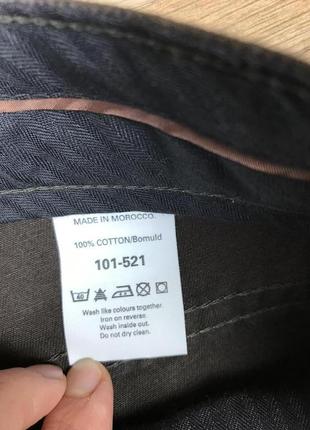 MADE IN MOROCCO.
100% COTTON/Bomuld
101-521
40
Wash like colours together.
Iron on reverse.
Wash inside out.
Do not dry clean.